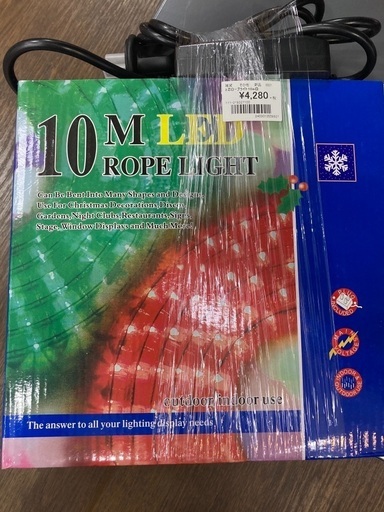 ¥4,280
10M LED
ROPE LIGHT
Can Be Bent Into Many Shapes and Designs
Use For Christmas Decorations,Disco,
Gardens,Night Clubs,Restaurants,Signs,
Stage,Window Displays and Much More.
outdoor/indoor use
The answer to all your lighting display needs